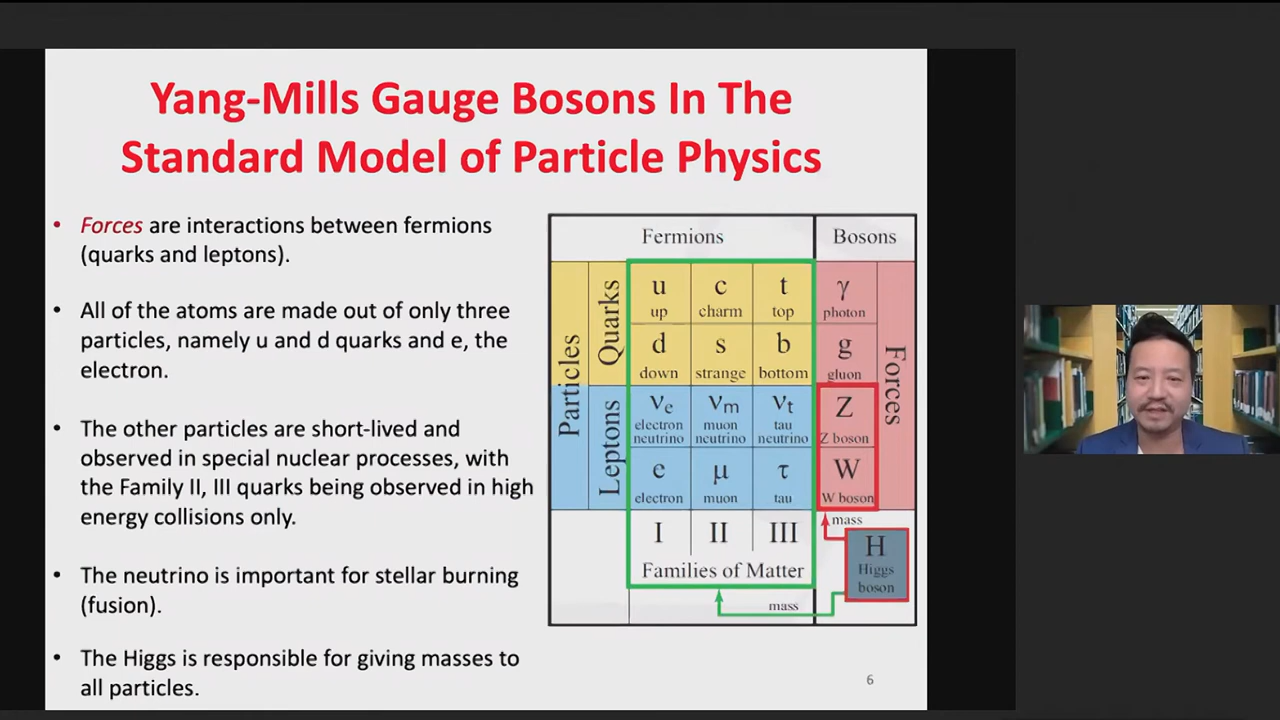 Yang-Mills Gauge Bosons In The
Standard Model of Particle Physics
• Forces are interactions between fermions
(quarks and leptons).
• All of the atoms are made out of only three
particles, namely u and d quarks and e, the
electron.
• The other particles are short-lived and
observed in special nuclear processes, with
the Family II, III quarks being observed in high
energy collisions only.
• The neutrino is important for stellar burning
(fusion).
• The Higgs is responsible for giving masses to
all particles.
Fermions Bosons
Particles
Quarks
u c t γ
up charm top photon
d s b g
down strange bottom gluon
Forces
Leptons
νe νm νt Z
electron muon tau
neutrino neutrino neutrino Z boson
e μ τ W
electron muon tau W boson
I II III
Families of Matter
mass
H
Higgs
boson
mass
6